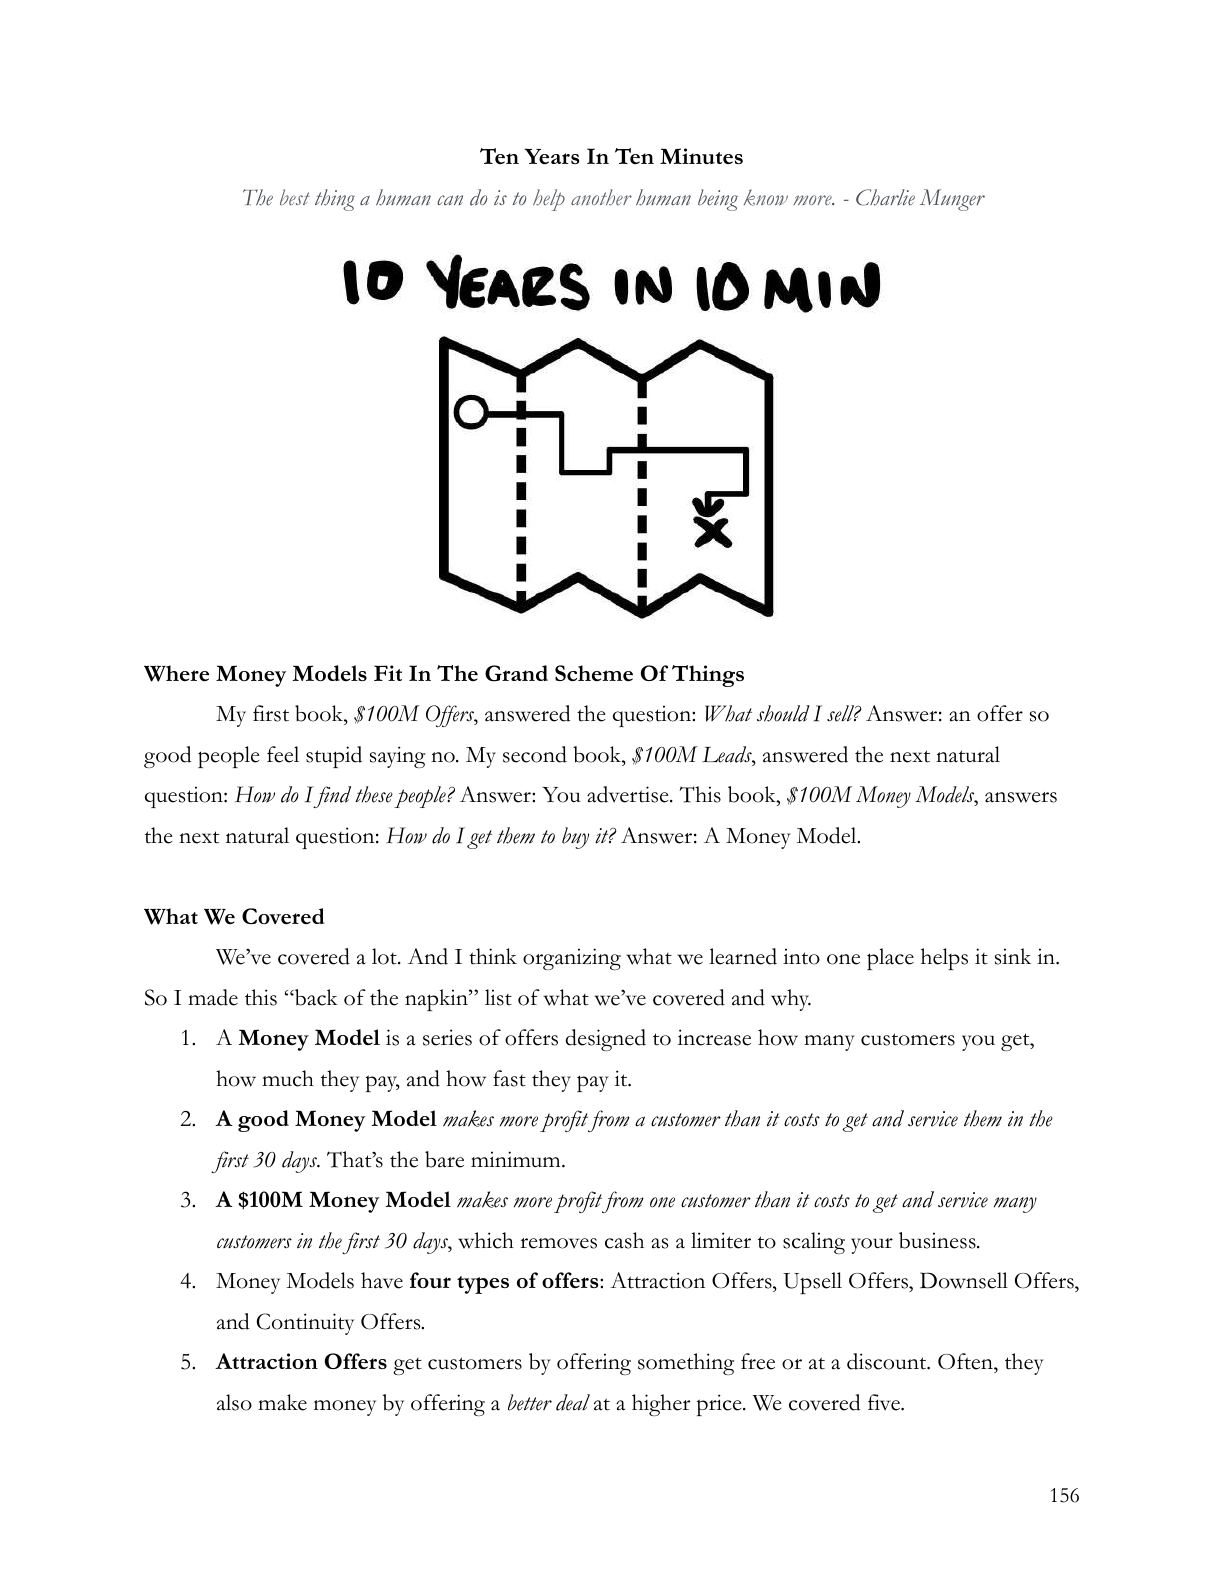 Ten Years In Ten Minutes
The best thing a human can do is to help another human being know more. - Charlie Munger
10 YEARS IN 10 MIN
X
Where Money Models Fit In The Grand Scheme Of Things
My first book, $100M Offers, answered the question: What should I sell? Answer: an offer so
good people feel stupid saying no. My second book, $100M Leads, answered the next natural
question: How do I find these people? Answer: You advertise. This book, $100M Money Models, answers
the next natural question: How do I get them to buy it? Answer: A Money Model.
What We Covered
We’ve covered a lot. And I think organizing what we learned into one place helps it sink in.
So I made this “back of the napkin” list of what we’ve covered and why.
1. A Money Model is a series of offers designed to increase how many customers you get,
how much they pay, and how fast they pay it.
2. A good Money Model makes more profit from a customer than it costs to get and service them in the
first 30 days. That’s the bare minimum.
3. A $100M Money Model makes more profit from one customer than it costs to get and service many
customers in the first 30 days, which removes cash as a limiter to scaling your business.
4. Money Models have four types of offers: Attraction Offers, Upsell Offers, Downsell Offers,
and Continuity Offers.
5. Attraction Offers get customers by offering something free or at a discount. Often, they
also make money by offering a better deal at a higher price. We covered five.
156